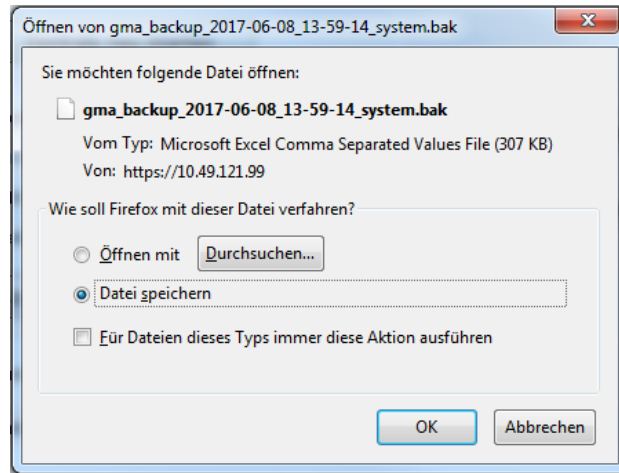 Öffnen von gma_backup_2017-06-08_13-59-14_system.bak
Sie möchten folgende Datei öffnen:
gma_backup_2017-06-08_13-59-14_system.bak
Vom Typ: Microsoft Excel Comma Separated Values File (307 KB)
Von: https://10.49.121.99
Wie soll Firefox mit dieser Datei verfahren?
Öffnen mit Durchsuchen...
Datei speichern
Für Dateien dieses Typs immer diese Aktion ausführen
OK Abbrechen